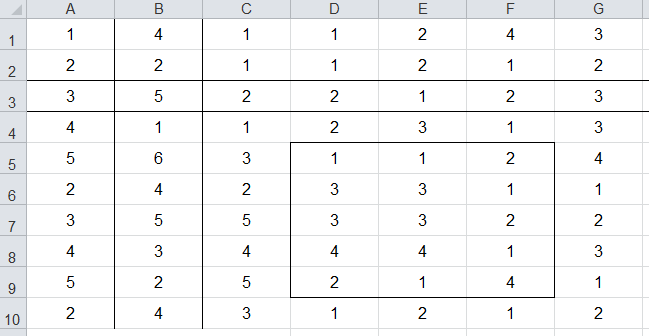 A B C D E F G
1 1 4 1 1 2 4 3
2 2 2 1 1 2 1 2
3 3 5 2 2 1 2 3
4 4 1 1 2 3 1 3
5 5 6 3 1 1 2 4
6 2 4 2 3 3 1 1
7 3 5 5 3 3 2 2
8 4 3 4 4 4 1 3
9 5 2 5 2 1 4 1
10 2 4 3 1 2 1 2